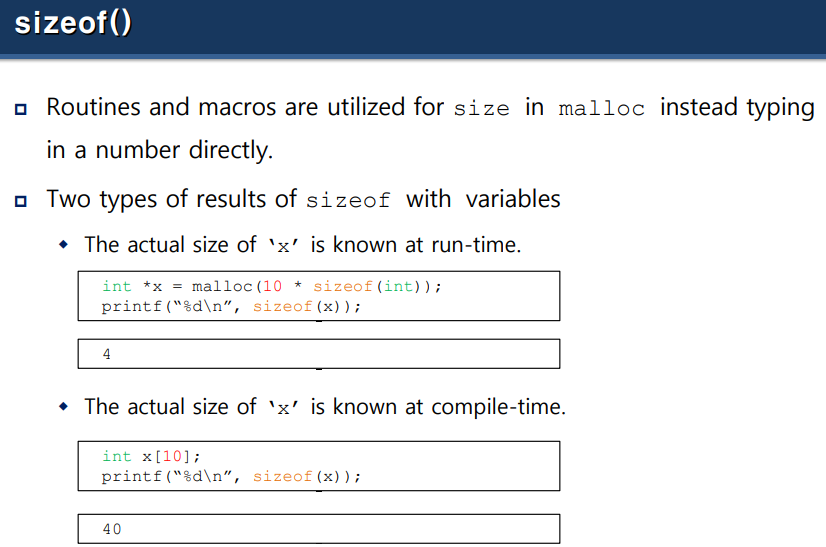 sizeof()
Routines and macros are utilized for size in malloc instead typing
in a number directly.
Two types of results of sizeof with variables
The actual size of ‘x’ is known at run-time.
int *x = malloc(10 * sizeof(int));
printf(“%d\n”, sizeof(x));
4
The actual size of ‘x’ is known at compile-time.
int x[10];
printf(“%d\n”, sizeof(x));
40